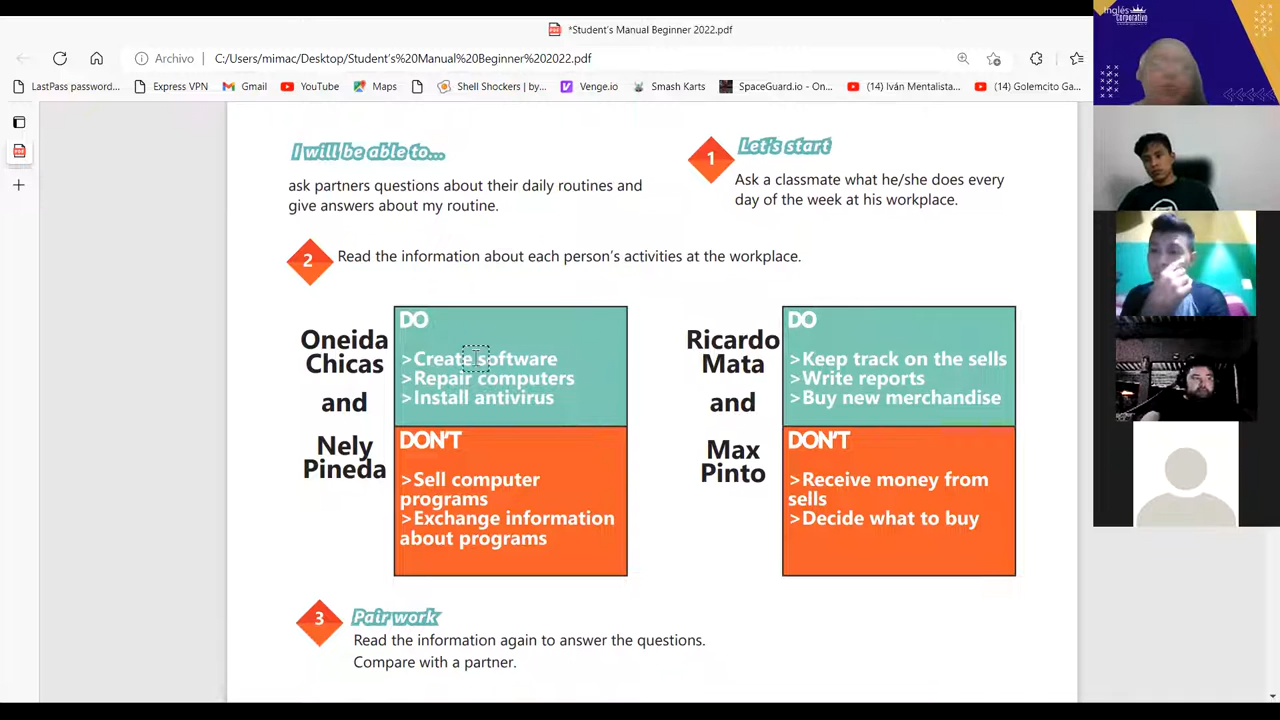 *Student's Manual Beginner 2022.pdf
Archivo
C:/Users/mimac/Desktop/Student's%20Manual%20Beginner%202022.pdf
LastPass password...
Express VPN
Gmail
YouTube
Maps
Shell Shockers | by...
Venge.io
Smash Karts
SpaceGuard.io - On...
(14) Iván Mentalista...
(14) Golemcito Ga...
Inglés
Corporativo
I will be able to...
ask partners questions about their daily routines and
give answers about my routine.
1
Let's start
Ask a classmate what he/she does every
day of the week at his workplace.
2
Read the information about each person's activities at the workplace.
Oneida
Chicas
and
Nely
Pineda
DO
>Create software
>Repair computers
>Install antivirus
DON'T
>Sell computer
programs
>Exchange information
about programs
Ricardo
Mata
and
Max
Pinto
DO
>Keep track on the sells
>Write reports
>Buy new merchandise
DON'T
>Receive money from
sells
>Decide what to buy
3
Pair work
Read the information again to answer the questions.
Compare with a partner.